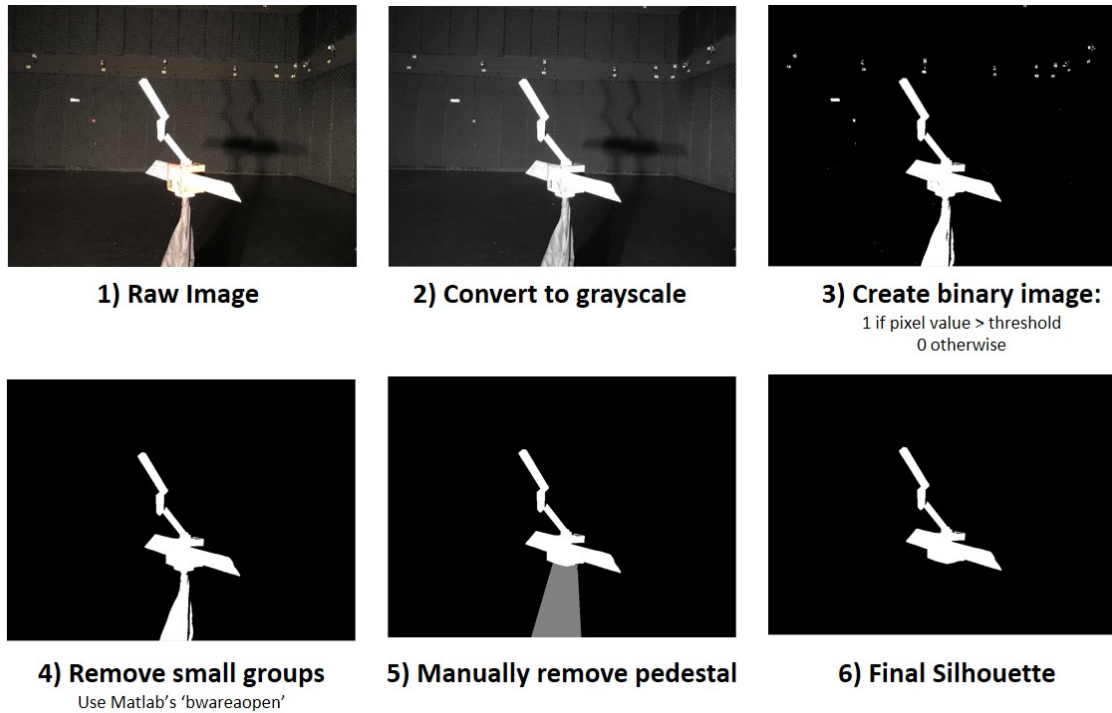 1) Raw Image
2) Convert to grayscale
3) Create binary image:
1 if pixel value > threshold
0 otherwise
4) Remove small groups
Use Matlab's 'bwareaopen'
5) Manually remove pedestal
6) Final Silhouette